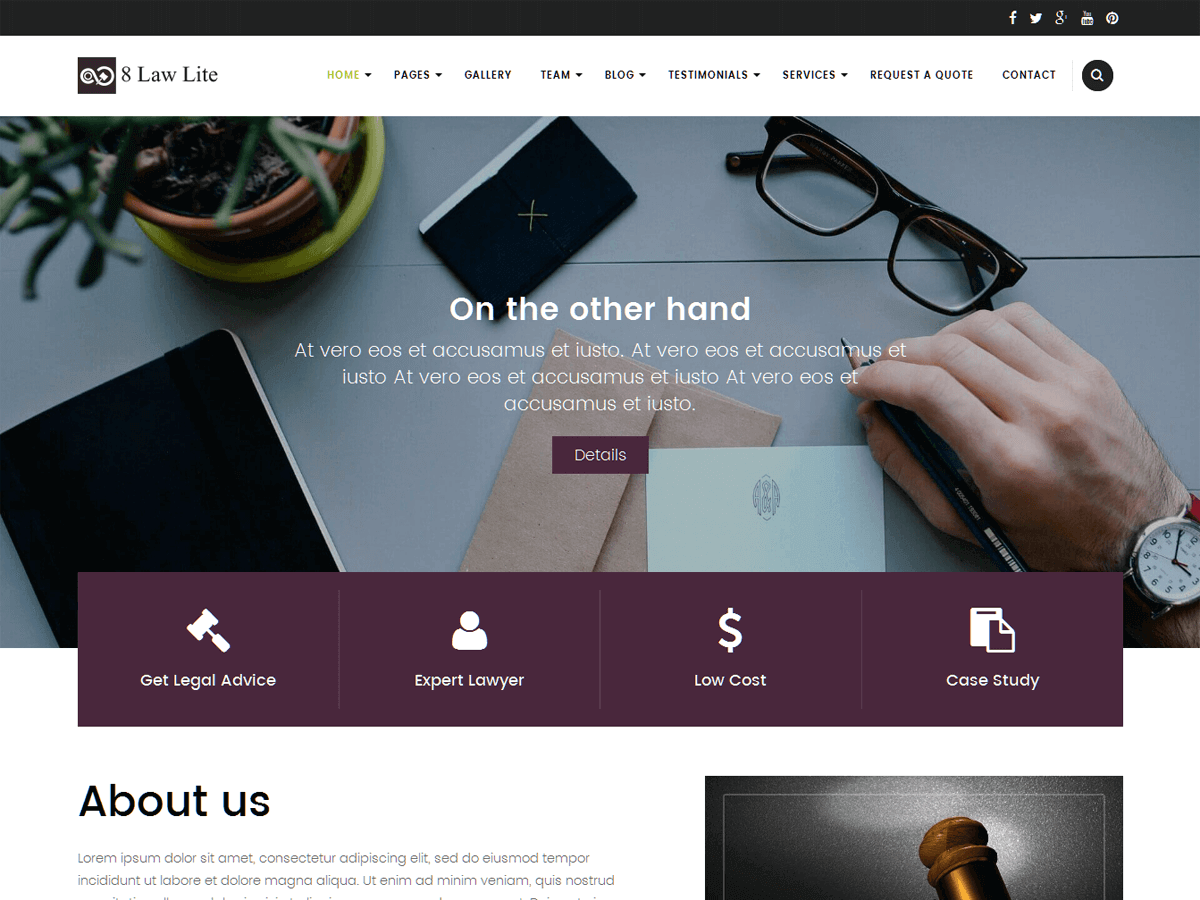 8 Law Lite
HOME PAGES GALLERY TEAM BLOG TESTIMONIALS SERVICES REQUEST A QUOTE CONTACT
On the other hand
At vero eos et accusamus et iusto. At vero eos et accusamus et
iusto At vero eos et accusamus et iusto At vero eos et
accusamus et iusto.
Details
Get Legal Advice Expert Lawyer Low Cost Case Study
About us
Lorem ipsum dolor sit amet, consectetur adipiscing elit, sed do eiusmod tempor
incididunt ut labore et dolore magna aliqua. Ut enim ad minim veniam, quis nostrud